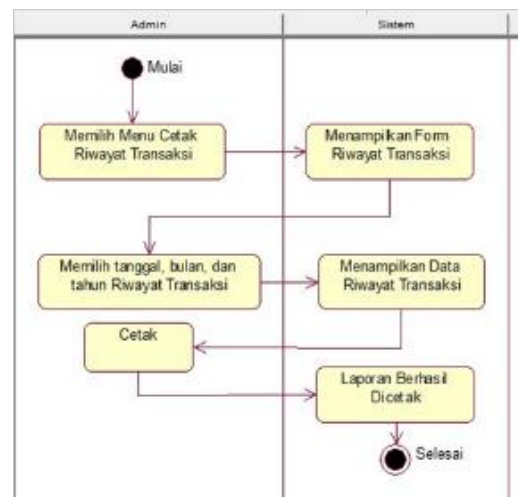 Admin
Sistem
Mulai
Memilih Menu Cetak
Riwayat Transaksi
Menampilkan Form
Riwayat Transaksi
Memilih tanggal, bulan, dan
tahun Riwayat Transaksi
Menampilkan Data
Riwayat Transaksi
Cetak
Laporan Berhasil
Dicetak
Selesai